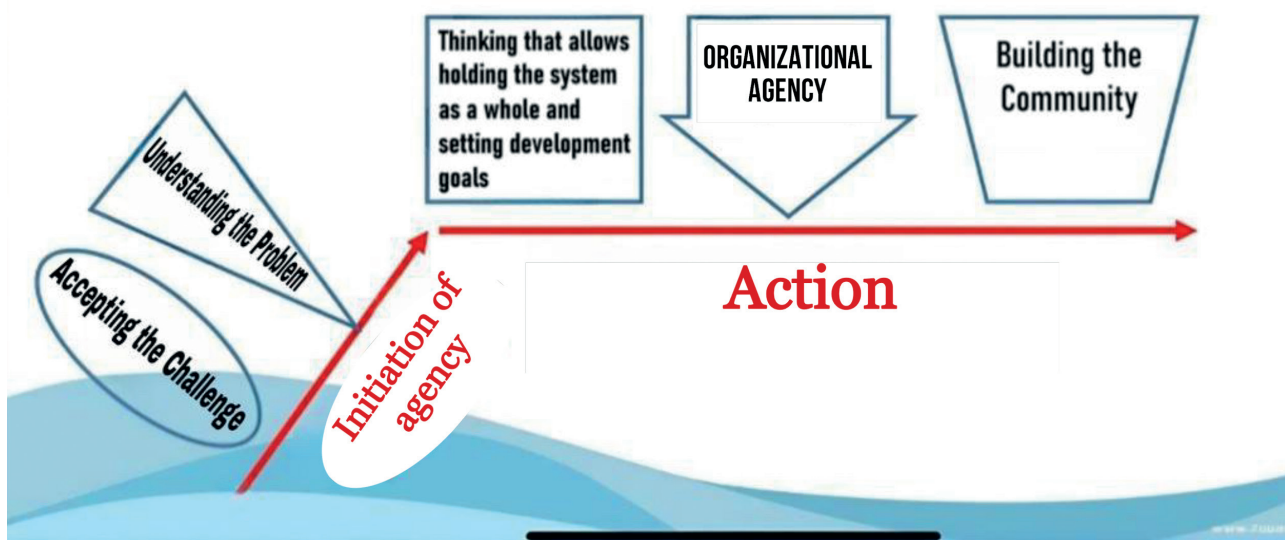 Accepting the Challenge
Understanding the Problem
Initiation of
agency
Thinking that allows
holding the system
as a whole and
setting development
goals
ORGANIZATIONAL
AGENCY
Building the
Community
Action